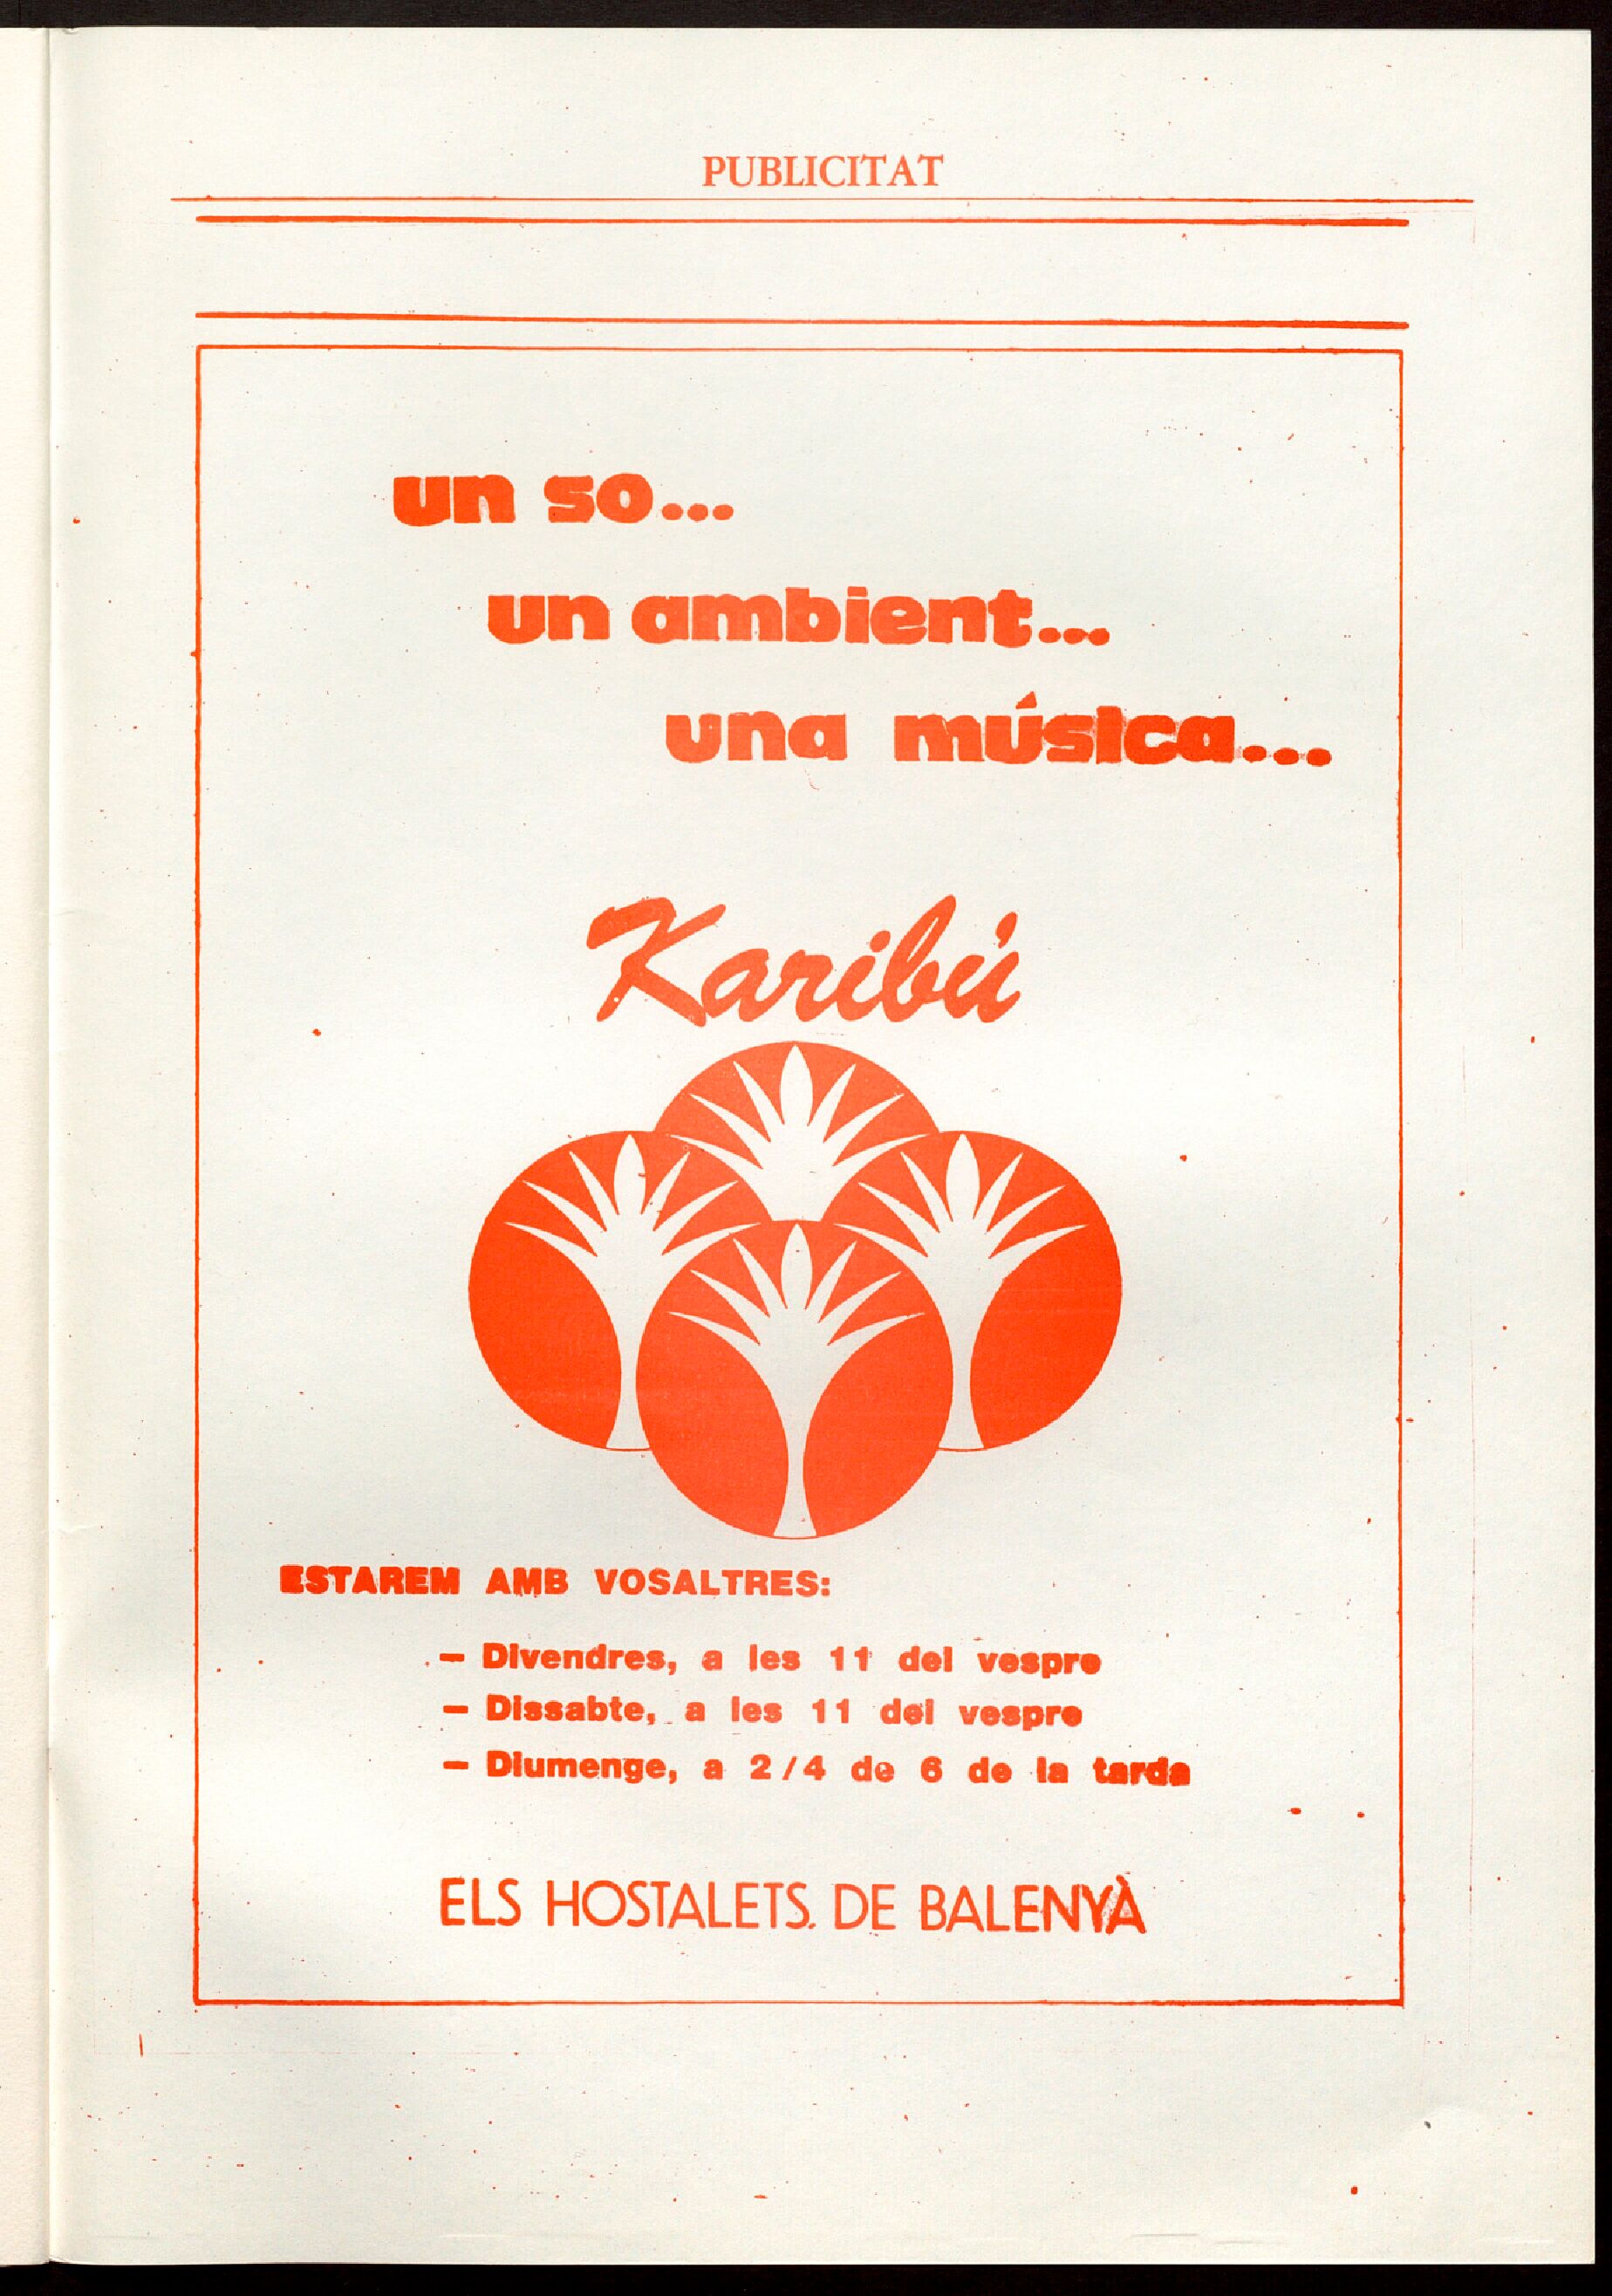 PUBLICITAT
un so...
un ambient...
una música...
Karibú
ESTAREM AMB VOSALTRES:
– Divendres, a les 11 del vespre
– Dissabte, a les 11 del vespre
– Diumenge, a 2/4 de 6 de la tarda
ELS HOSTALETS. DE BALENYÀ